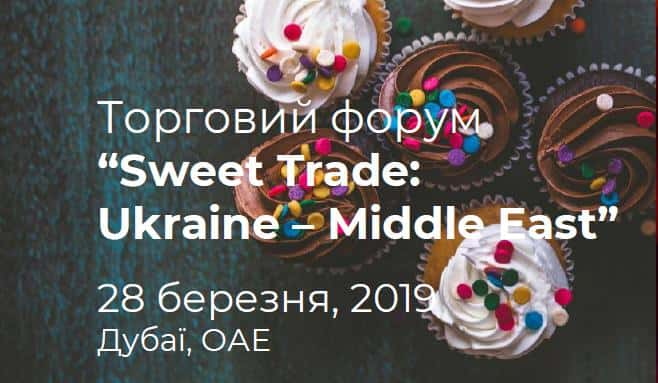 Торговий форум
“Sweet Trade:
Ukraine – Middle East”
28 березня, 2019
Дубаї, ОАЕ